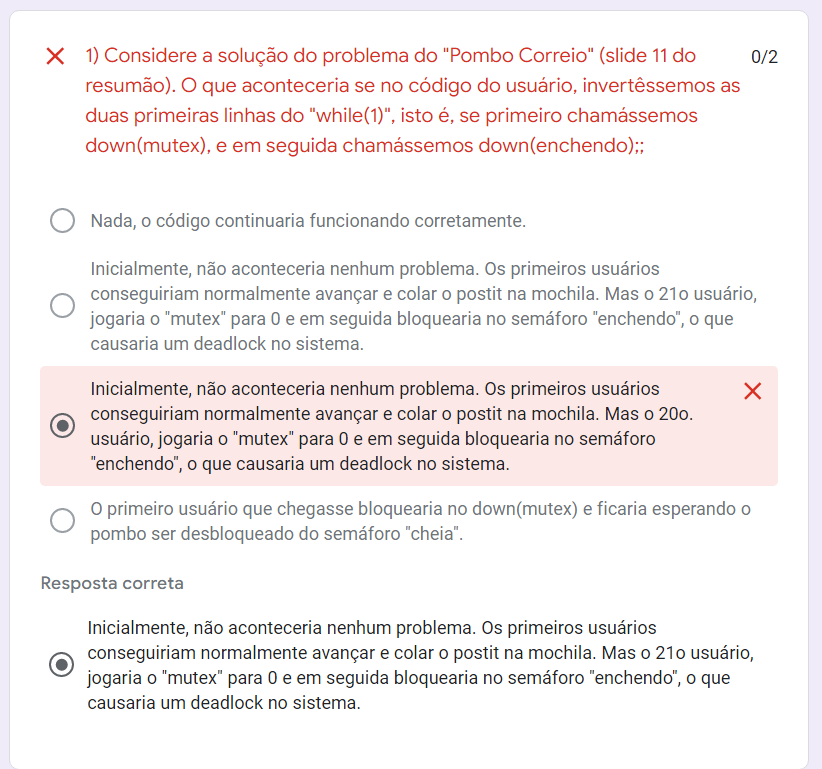 1) Considere a solução do problema do "Pombo Correio" (slide 11 do
0/2
resumão). O que aconteceria se no código do usuário, invertêssemos as
duas primeiras linhas do "while(1)", isto é, se primeiro chamássemos
down(mutex), e em seguida chamássemos down(enchendo);;
Nada, o código continuaria funcionando corretamente.
Inicialmente, não aconteceria nenhum problema. Os primeiros usuários
conseguiriam normalmente avançar e colar o postit na mochila. Mas o 21o usuário,
jogaria o "mutex" para 0 e em seguida bloquearia no semáforo "enchendo", o que
causaria um deadlock no sistema.
Inicialmente, não aconteceria nenhum problema. Os primeiros usuários
conseguiriam normalmente avançar e colar o postit na mochila. Mas o 20o.
usuário, jogaria o "mutex" para 0 e em seguida bloquearia no semáforo
"enchendo", o que causaria um deadlock no sistema.
O primeiro usuário que chegasse bloquearia no down(mutex) e ficaria esperando o
pombo ser desbloqueado do semáforo "cheia".
Resposta correta
Inicialmente, não aconteceria nenhum problema. Os primeiros usuários
conseguiriam normalmente avançar e colar o postit na mochila. Mas o 21o usuário,
jogaria o "mutex" para 0 e em seguida bloquearia no semáforo "enchendo", o que
causaria um deadlock no sistema.